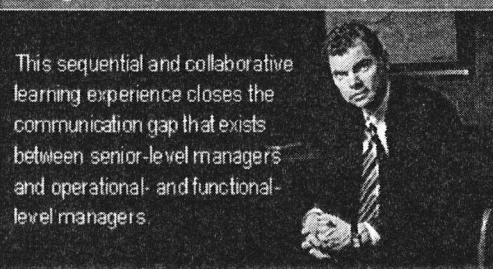 This sequential and collaborative
learning experience closes the
communication gap that exists
between senior-level managers
and operational- and functional-
level managers.